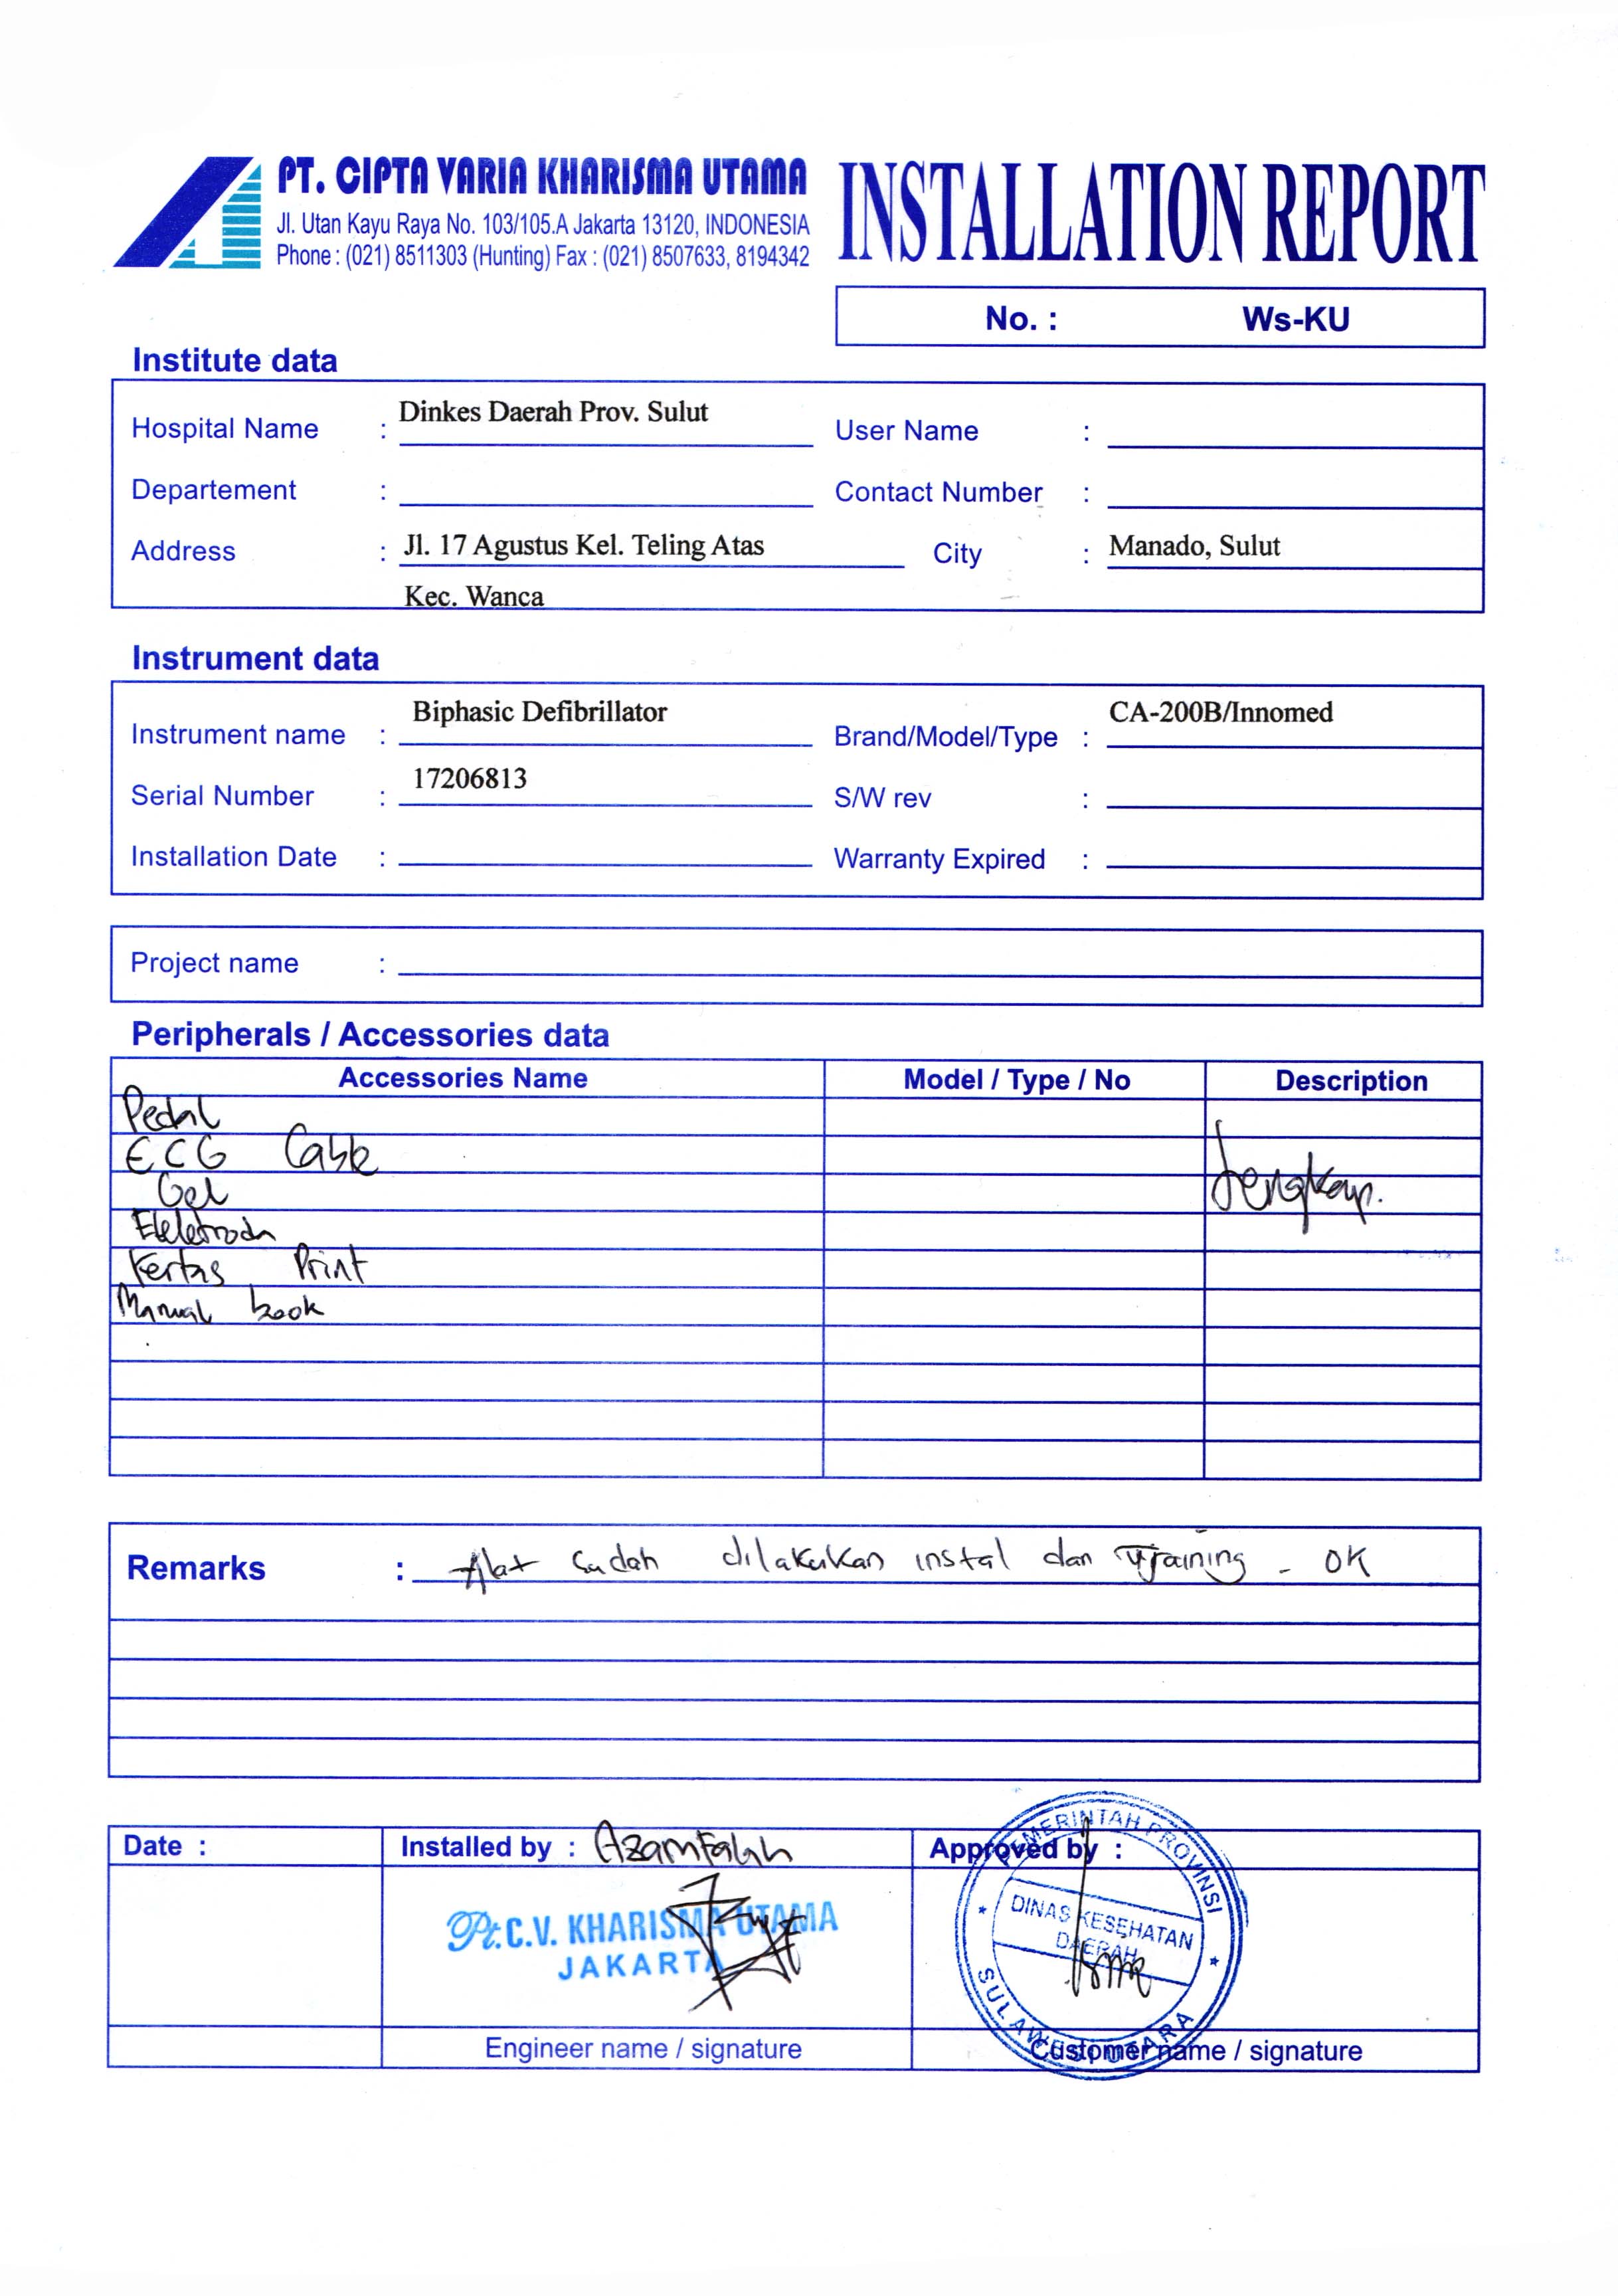 PT. CIPTA VARIA KHARISMA UTAMA
Jl. Utan Kayu Raya No. 103/105.A Jakarta 13120, INDONESIA
Phone : (021) 8511303 (Hunting) Fax : (021) 8507633, 8194342
INSTALLATION REPORT
No. : Ws-KU
Institute data
Hospital Name : Dinkes Daerah Prov. Sulut User Name :
Departement : Contact Number :
Address : Jl. 17 Agustus Kel. Teling Atas City : Manado, Sulut
Kec. Wanca
Instrument data
Instrument name : Biphasic Defibrillator Brand/Model/Type : CA-200B/Innomed
Serial Number : 17206813 S/W rev :
Installation Date : Warranty Expired :
Project name :
Peripherals / Accessories data
Accessories Name Model / Type / No Description
Pedal
ECG Cable
Gel Lengkap.
Elektroda
Kertas Print
Manual book
Remarks : Alat sudah dilakukan instal dan Training - OK
Date : Installed by : Azamfalah Approved by :
Pt. C.V. KHARISMA UTAMA
JAKARTA
PEMERINTAH PROVINSI
DINAS KESEHATAN
DAERAH
SULAWESI UTARA
Engineer name / signature Customer name / signature